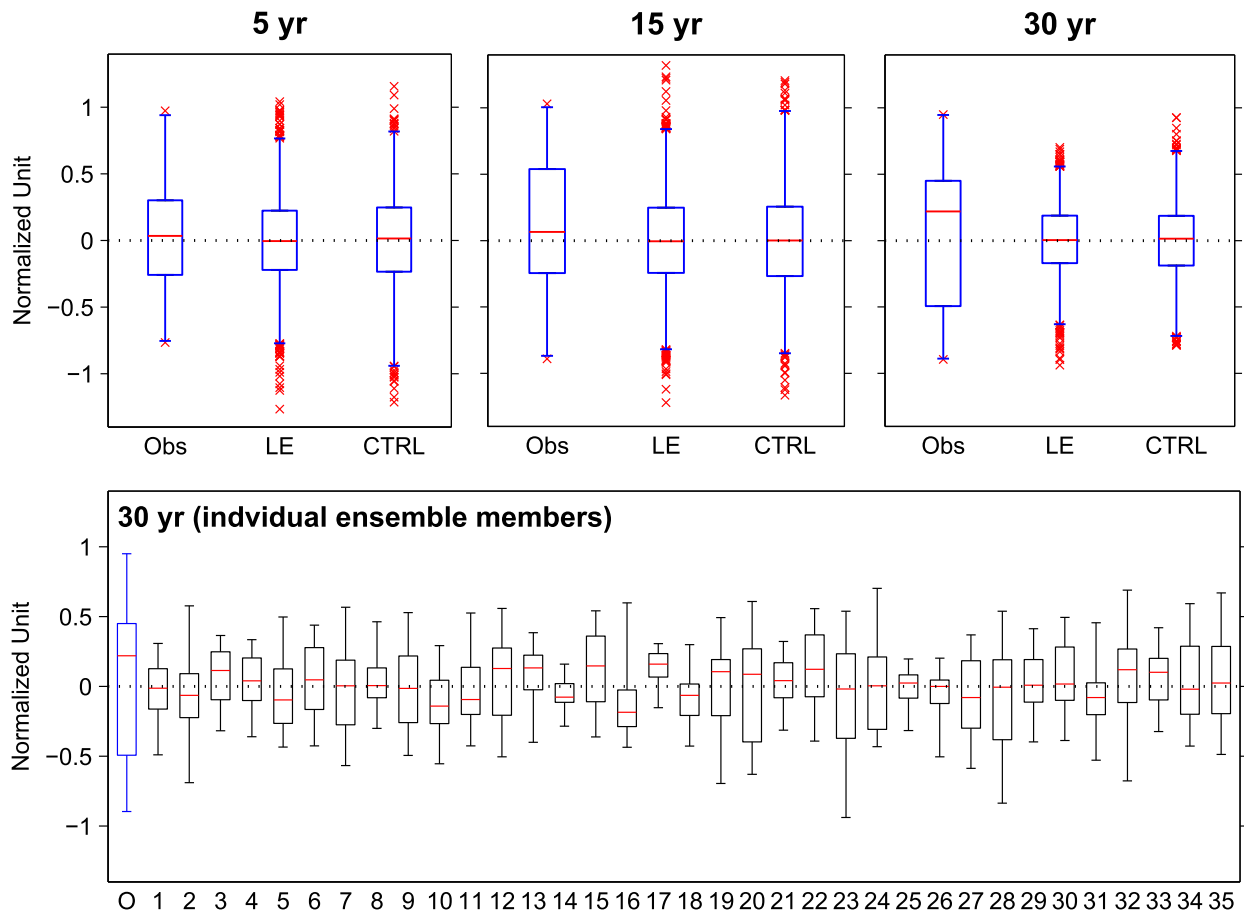 5 yr 15 yr 30 yr
Normalized Unit
1
0.5
0
−0.5
−1
Obs LE CTRL Obs LE CTRL Obs LE CTRL
30 yr (indvidual ensemble members)
Normalized Unit
1
0.5
0
−0.5
−1
O 1 2 3 4 5 6 7 8 9 10 11 12 13 14 15 16 17 18 19 20 21 22 23 24 25 26 27 28 29 30 31 32 33 34 35